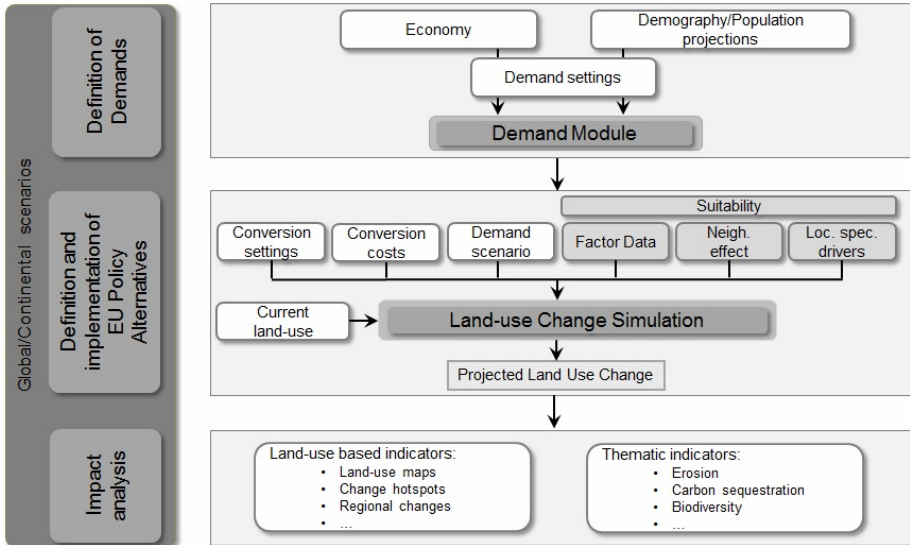 Global/Continental scenarios
Definition of
Demands
Definition and
implementation of
EU Policy
Alternatives
Impact
analysis
Economy
Demography/Population
projections
Demand settings
Demand Module
Suitability
Conversion
settings
Conversion
costs
Demand
scenario
Factor Data
Neigh.
effect
Loc. spec.
drivers
Current
land-use
Land-use Change Simulation
Projected Land Use Change
Land-use based indicators:
▪ Land-use maps
▪ Change hotspots
▪ Regional changes
▪ ...
Thematic indicators:
▪ Erosion
▪ Carbon sequestration
▪ Biodiversity
▪ ...